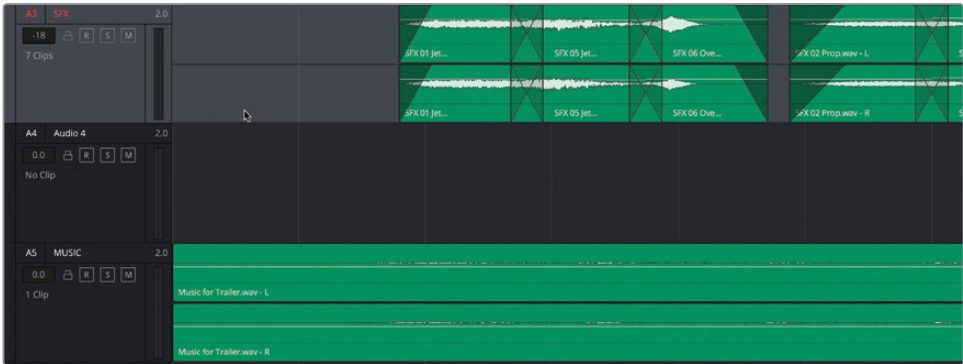 A3 SFX 2.0
-18 R S M
7 Clips
SFX 01 Jet... SFX 05 Jet... SFX 06 Ove... SFX 02 Prop.wav - L S
SFX 01 Jet... SFX 05 Jet... SFX 06 Ove... SFX 02 Prop.wav - R S
A4 Audio 4 2.0
0.0 R S M
No Clip
A5 MUSIC 2.0
0.0 R S M
1 Clip
Music for Trailer.wav - L
Music for Trailer.wav - R